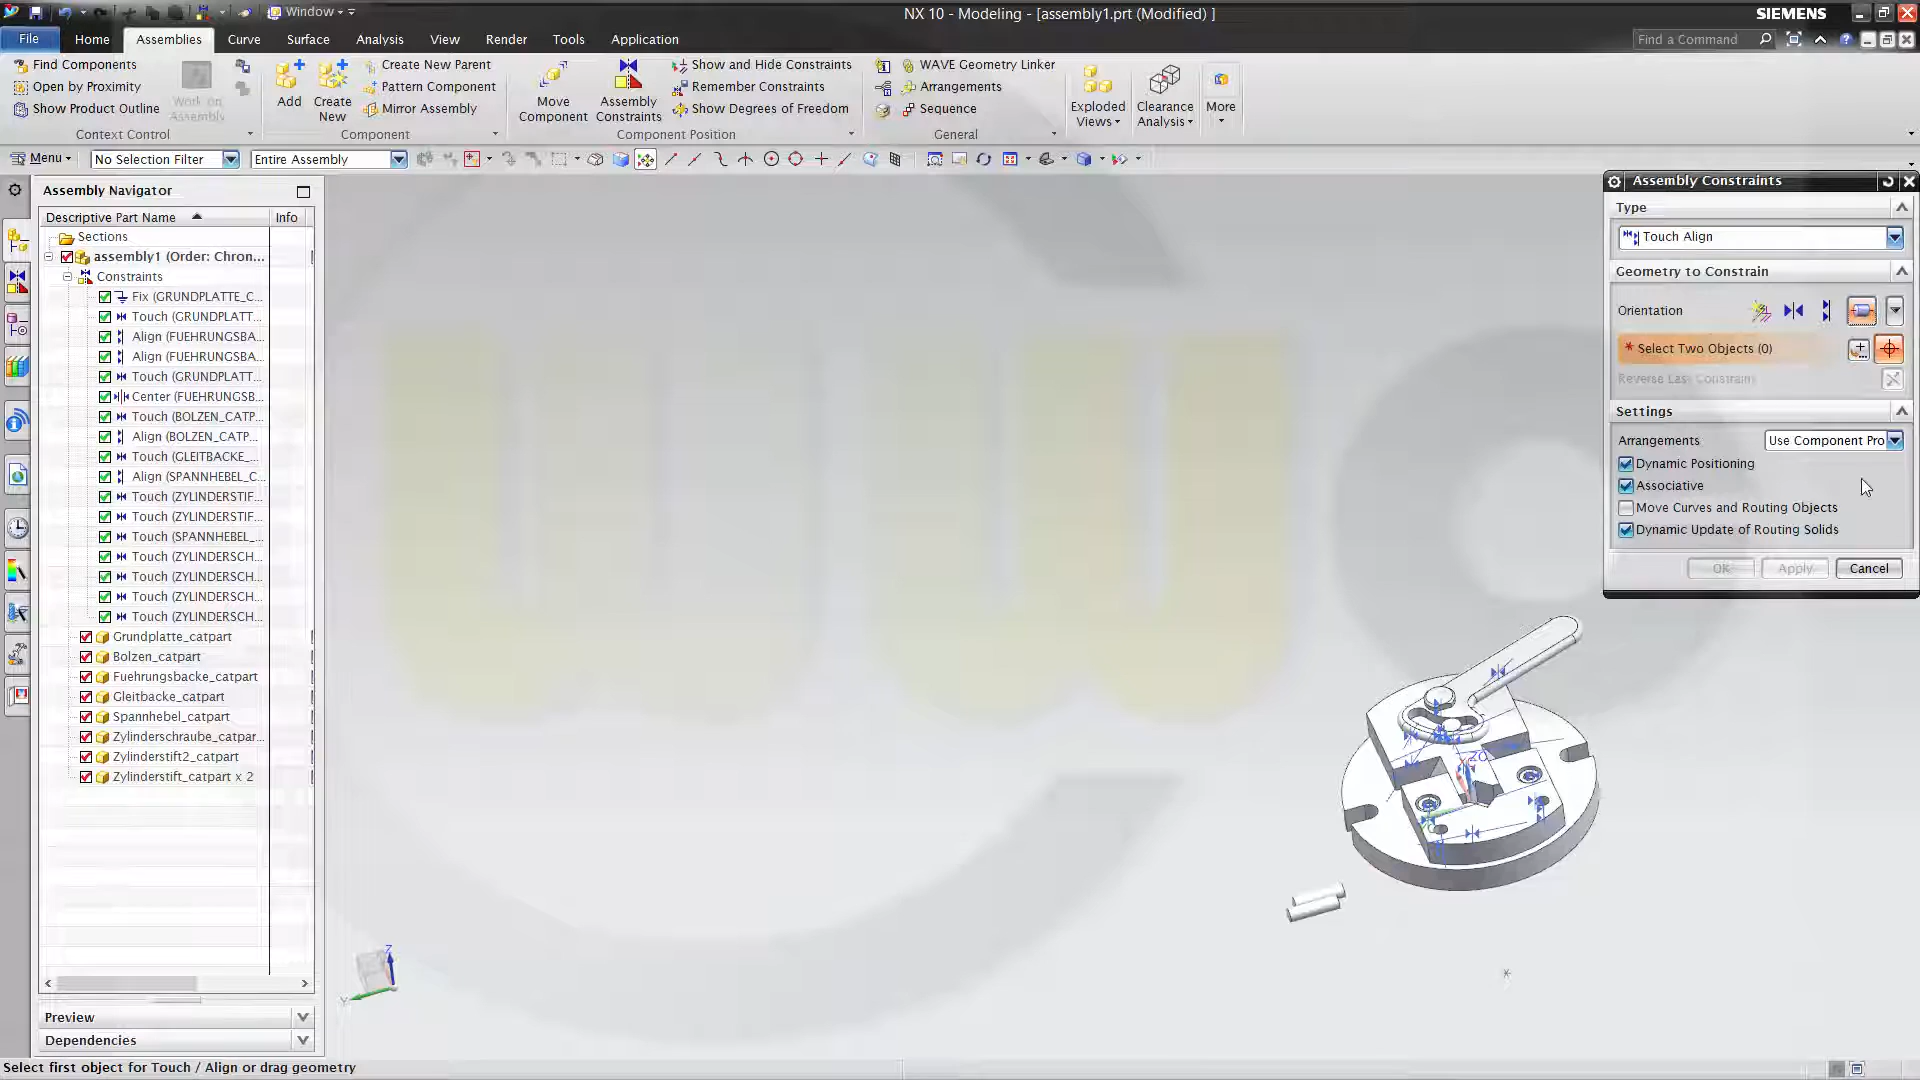 Window
NX 10 - Modeling - [assembly1.prt (Modified) ]
SIEMENS
File
Home
Assemblies
Curve
Surface
Analysis
View
Render
Tools
Application
Find a Command
Find Components
Open by Proximity
Show Product Outline
Work on
Assembly
Context Control
Add
Create
New
Create New Parent
Pattern Component
Mirror Assembly
Component
Move
Component
Assembly
Constraints
Show and Hide Constraints
Remember Constraints
Show Degrees of Freedom
Component Position
WAVE Geometry Linker
Arrangements
Sequence
General
Exploded
Views
Clearance
Analysis
More
Menu
No Selection Filter
Entire Assembly
Assembly Navigator
Descriptive Part Name
Info
Sections
assembly1 (Order: Chron...
Constraints
Fix (GRUNDPLATTE_C...
Touch (GRUNDPLATT...
Align (FUEHRUNGSBA...
Align (FUEHRUNGSBA...
Touch (GRUNDPLATT...
Center (FUEHRUNGSB...
Touch (BOLZEN_CATP...
Align (BOLZEN_CATP...
Touch (GLEITBACKE_...
Align (SPANNHEBEL_C...
Touch (ZYLINDERSTIF...
Touch (ZYLINDERSTIF...
Touch (SPANNHEBEL_...
Touch (ZYLINDERSCH...
Touch (ZYLINDERSCH...
Touch (ZYLINDERSCH...
Touch (ZYLINDERSCH...
Grundplatte_catpart
Bolzen_catpart
Fuehrungsbacke_catpart
Gleitbacke_catpart
Spannhebel_catpart
Zylinderschraube_catpar...
Zylinderstift2_catpart
Zylinderstift_catpart x 2
Preview
Dependencies
Select first object for Touch / Align or drag geometry
Z
Y
Assembly Constraints
Type
Touch Align
Geometry to Constrain
Orientation
* Select Two Objects (0)
Reverse Last Constraint
Settings
Arrangements
Use Component Pro
Dynamic Positioning
Associative
Move Curves and Routing Objects
Dynamic Update of Routing Solids
OK
Apply
Cancel